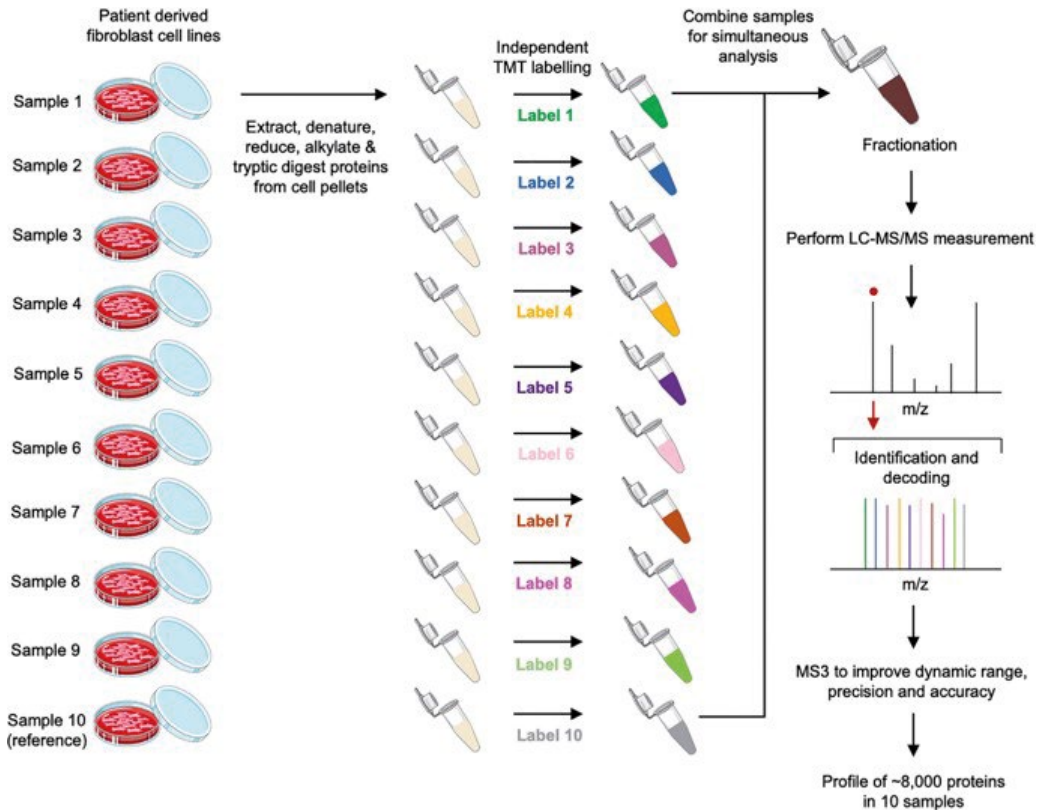 Patient derived
fibroblast cell lines
Sample 1
Sample 2
Sample 3
Sample 4
Sample 5
Sample 6
Sample 7
Sample 8
Sample 9
Sample 10
(reference)
Extract, denature,
reduce, alkylate &
tryptic digest proteins
from cell pellets
Independent
TMT labelling
Label 1
Label 2
Label 3
Label 4
Label 5
Label 6
Label 7
Label 8
Label 9
Label 10
Combine samples
for simultaneous
analysis
Fractionation
Perform LC-MS/MS measurement
m/z
Identification and
decoding
m/z
MS3 to improve dynamic range,
precision and accuracy
Profile of ~8,000 proteins
in 10 samples